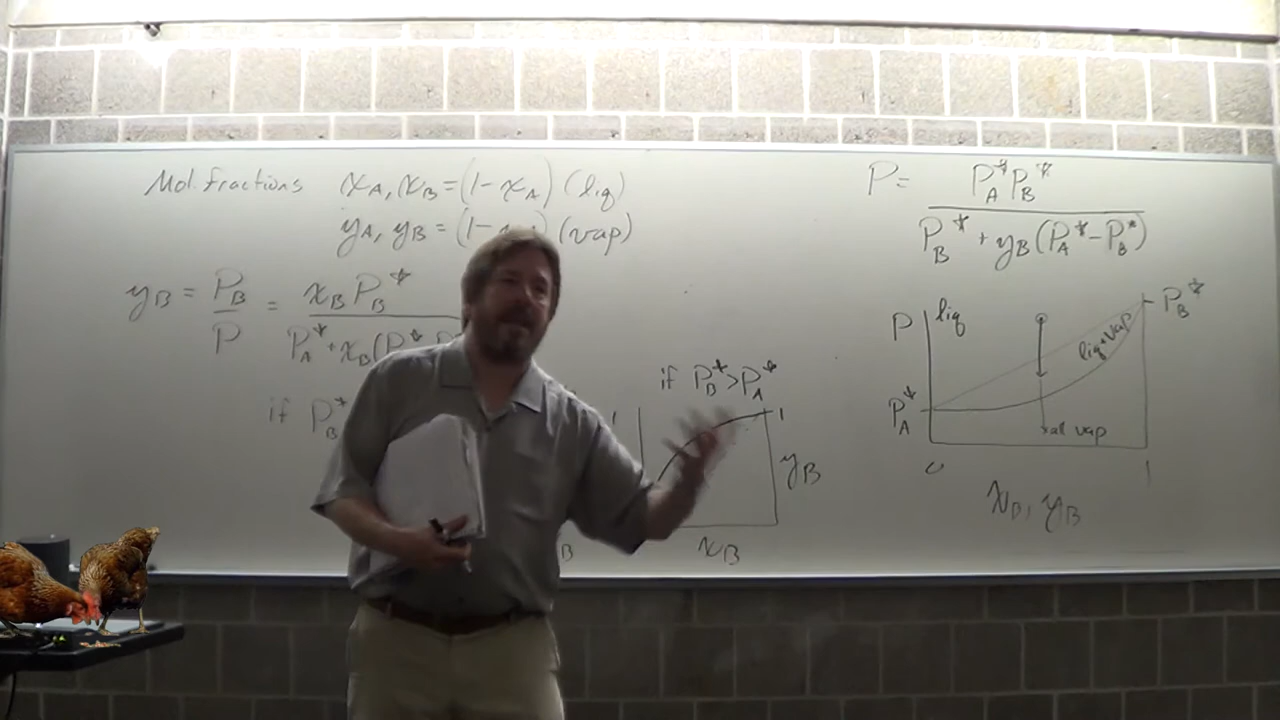 Mol. fractions x_A, x_B = (1 - x_A) (liq)
y_A, y_B = (1 - ) (vap)
y_B = P_B / P = x_B P_B* / P_A* + x_B (P*
if P_B*
B
if P_B* > P_A*
1
y_B
x_B
P = P_A* P_B* / P_B* + y_B (P_A* - P_B*)
P liq
P_B*
liq+vap
P_A*
all vap
0 1
x_B, y_B